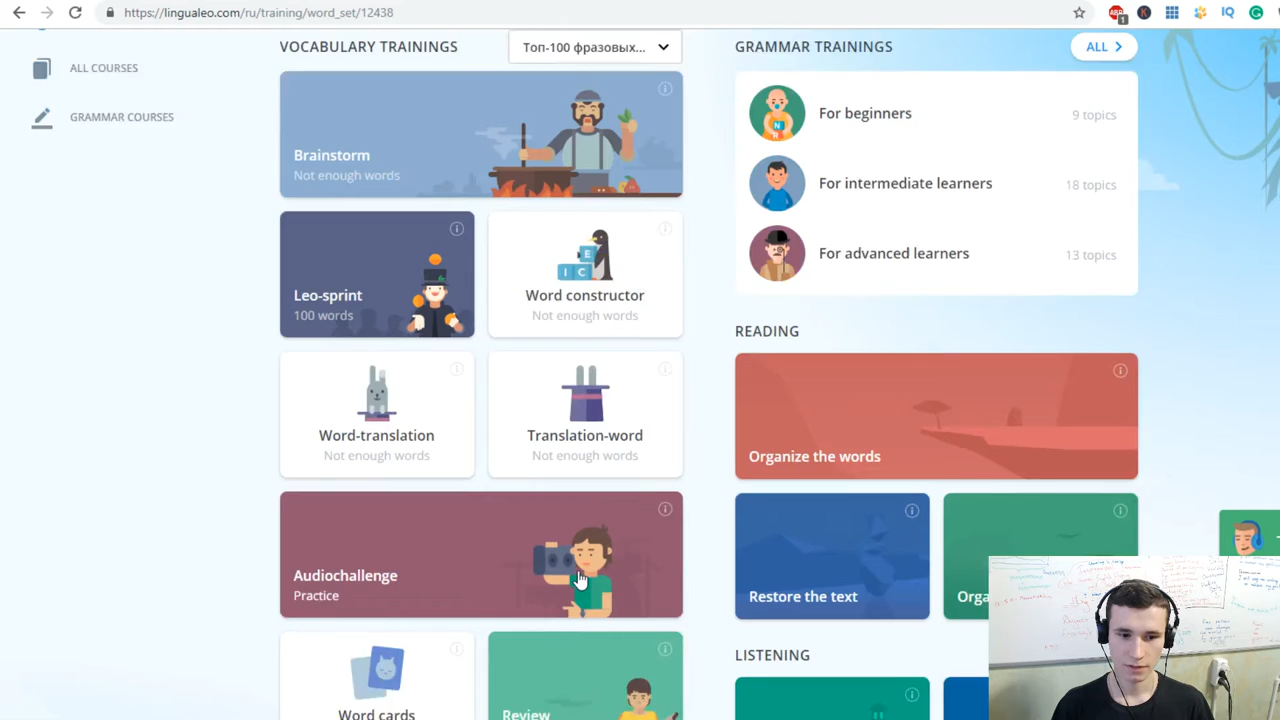 https://lingualeo.com/ru/training/word_set/12438
ALL COURSES
GRAMMAR COURSES
VOCABULARY TRAININGS
Топ-100 фразовых...
Brainstorm
Not enough words
Leo-sprint
100 words
Word constructor
Not enough words
E
I C
Word-translation
Not enough words
Translation-word
Not enough words
Audiochallenge
Practice
Word cards
Review
GRAMMAR TRAININGS
ALL
For beginners
9 topics
For intermediate learners
18 topics
For advanced learners
13 topics
READING
Organize the words
Restore the text
Orga
LISTENING
ABP
1
K
IQ
G